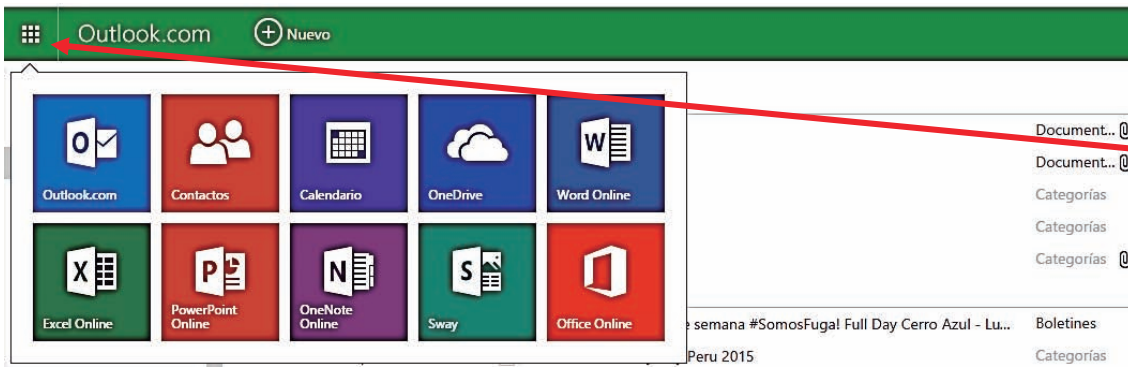 Outlook.com Nuevo
Document...
Document...
Outlook.com Contactos Calendario OneDrive Word Online
Categorías
Categorías
Categorías
PowerPoint OneNote
Excel Online Online Online Sway Office Online
semana #SomosFuga! Full Day Cerro Azul - Lu... Boletines
Peru 2015 Categorías